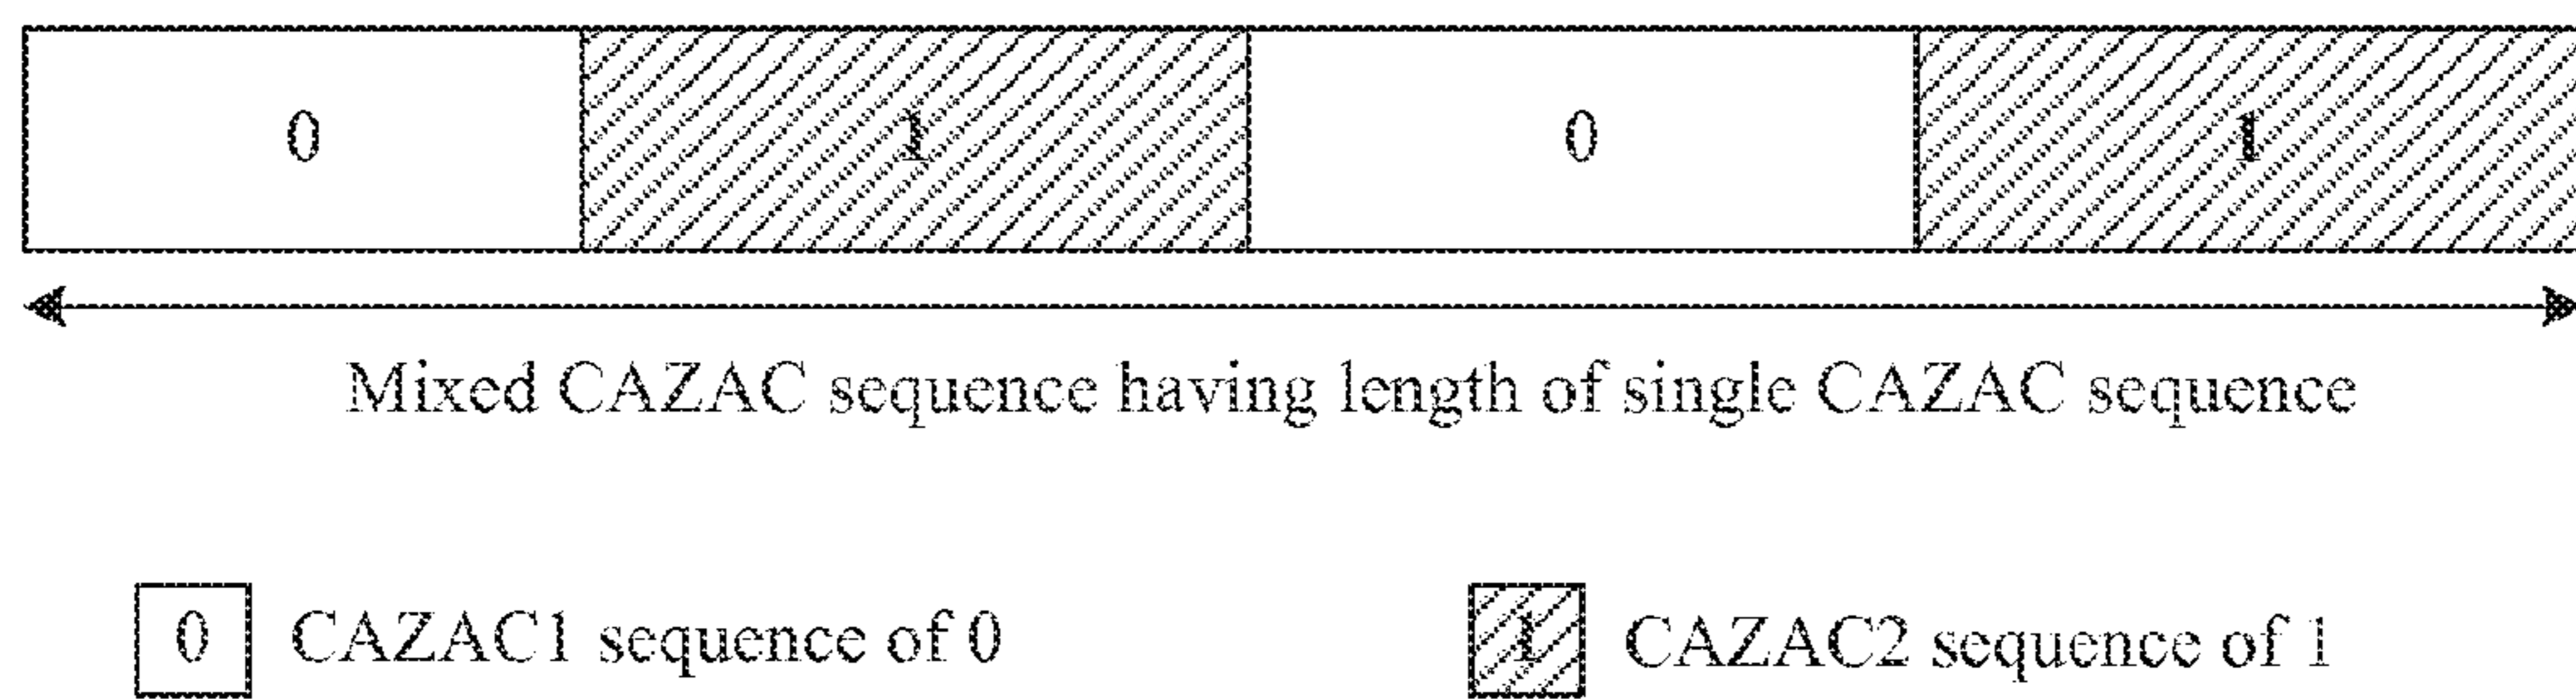 0 1 0 1
Mixed CAZAC sequence having length of single CAZAC sequence
0 CAZAC1 sequence of 0 1 CAZAC2 sequence of 1